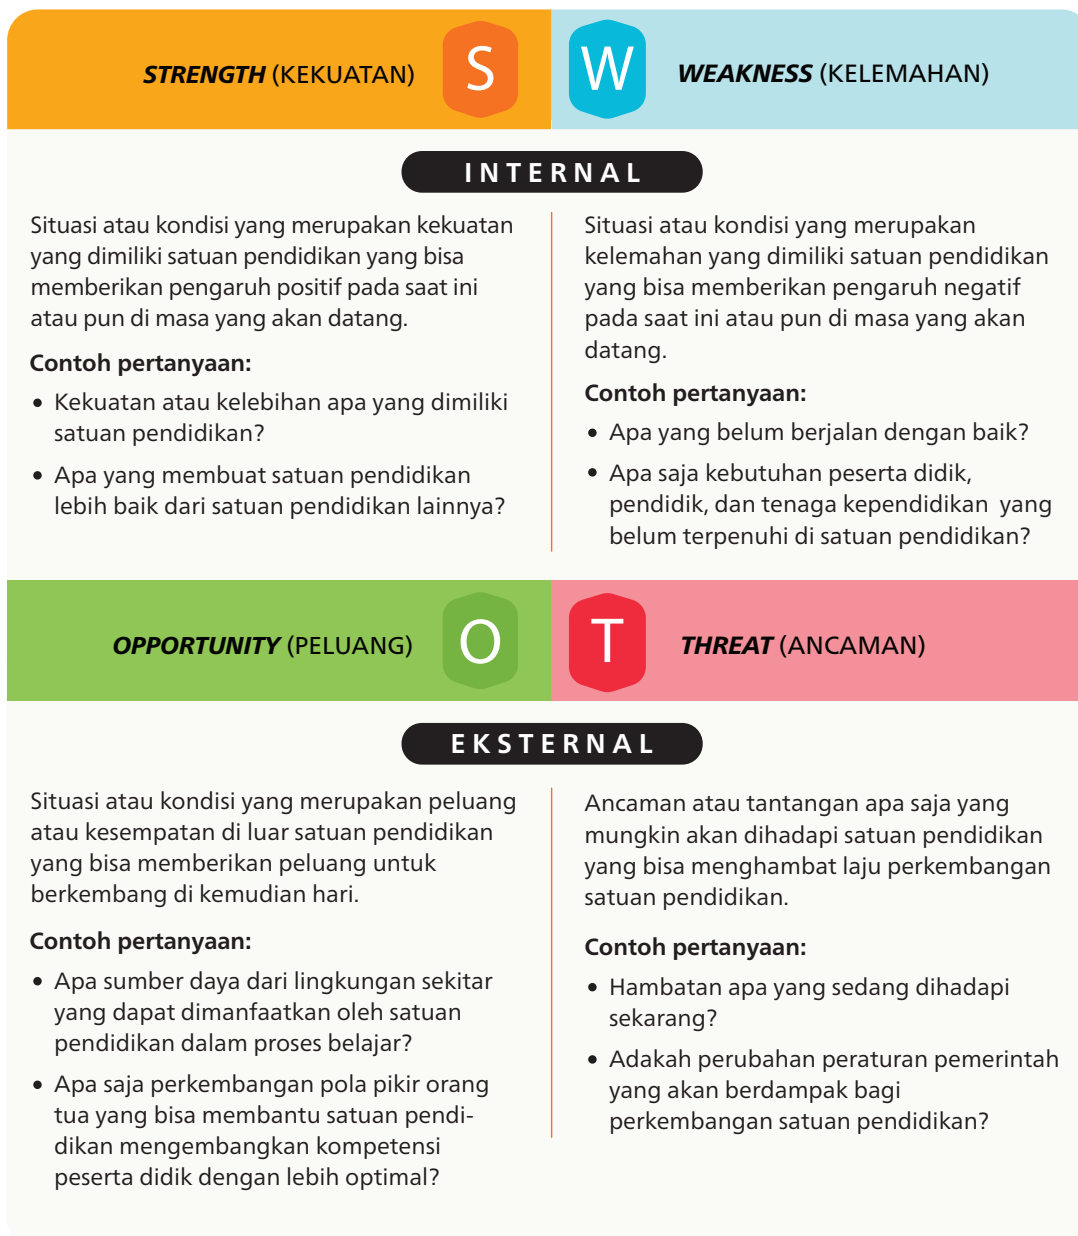 STRENGTH (KEKUATAN)
S
W
WEAKNESS (KELEMAHAN)
INTERNAL
Situasi atau kondisi yang merupakan kekuatan
yang dimiliki satuan pendidikan yang bisa
memberikan pengaruh positif pada saat ini
atau pun di masa yang akan datang.
Contoh pertanyaan:
• Kekuatan atau kelebihan apa yang dimiliki
satuan pendidikan?
• Apa yang membuat satuan pendidikan
lebih baik dari satuan pendidikan lainnya?
Situasi atau kondisi yang merupakan
kelemahan yang dimiliki satuan pendidikan
yang bisa memberikan pengaruh negatif
pada saat ini atau pun di masa yang akan
datang.
Contoh pertanyaan:
• Apa yang belum berjalan dengan baik?
• Apa saja kebutuhan peserta didik,
pendidik, dan tenaga kependidikan yang
belum terpenuhi di satuan pendidikan?
OPPORTUNITY (PELUANG)
O
T
THREAT (ANCAMAN)
EKSTERNAL
Situasi atau kondisi yang merupakan peluang
atau kesempatan di luar satuan pendidikan
yang bisa memberikan peluang untuk
berkembang di kemudian hari.
Contoh pertanyaan:
• Apa sumber daya dari lingkungan sekitar
yang dapat dimanfaatkan oleh satuan
pendidikan dalam proses belajar?
• Apa saja perkembangan pola pikir orang
tua yang bisa membantu satuan pendi-
dikan mengembangkan kompetensi
peserta didik dengan lebih optimal?
Ancaman atau tantangan apa saja yang
mungkin akan dihadapi satuan pendidikan
yang bisa menghambat laju perkembangan
satuan pendidikan.
Contoh pertanyaan:
• Hambatan apa yang sedang dihadapi
sekarang?
• Adakah perubahan peraturan pemerintah
yang akan berdampak bagi
perkembangan satuan pendidikan?